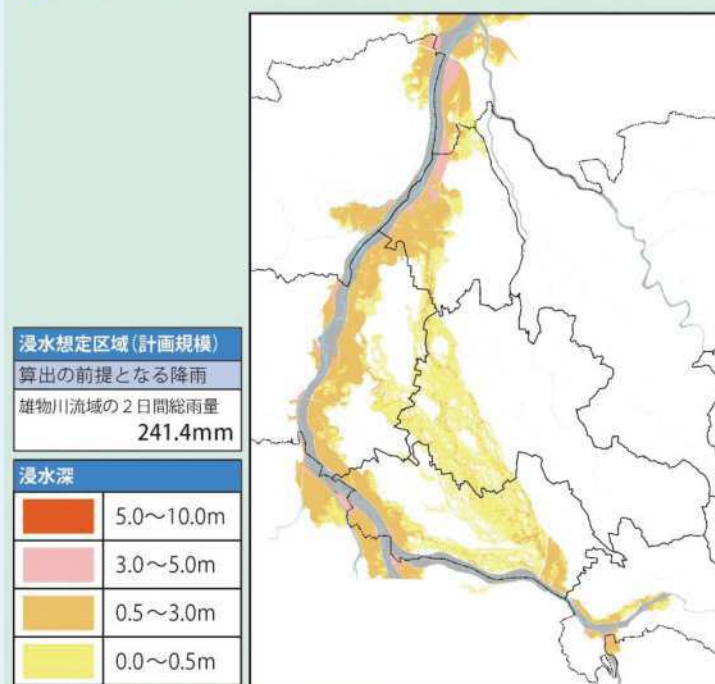 浸水想定区域(計画規模)
算出の前提となる降雨
雄物川流域の2日間総雨量
241.4mm
浸水深
5.0〜10.0m
3.0〜5.0m
0.5〜3.0m
0.0〜0.5m